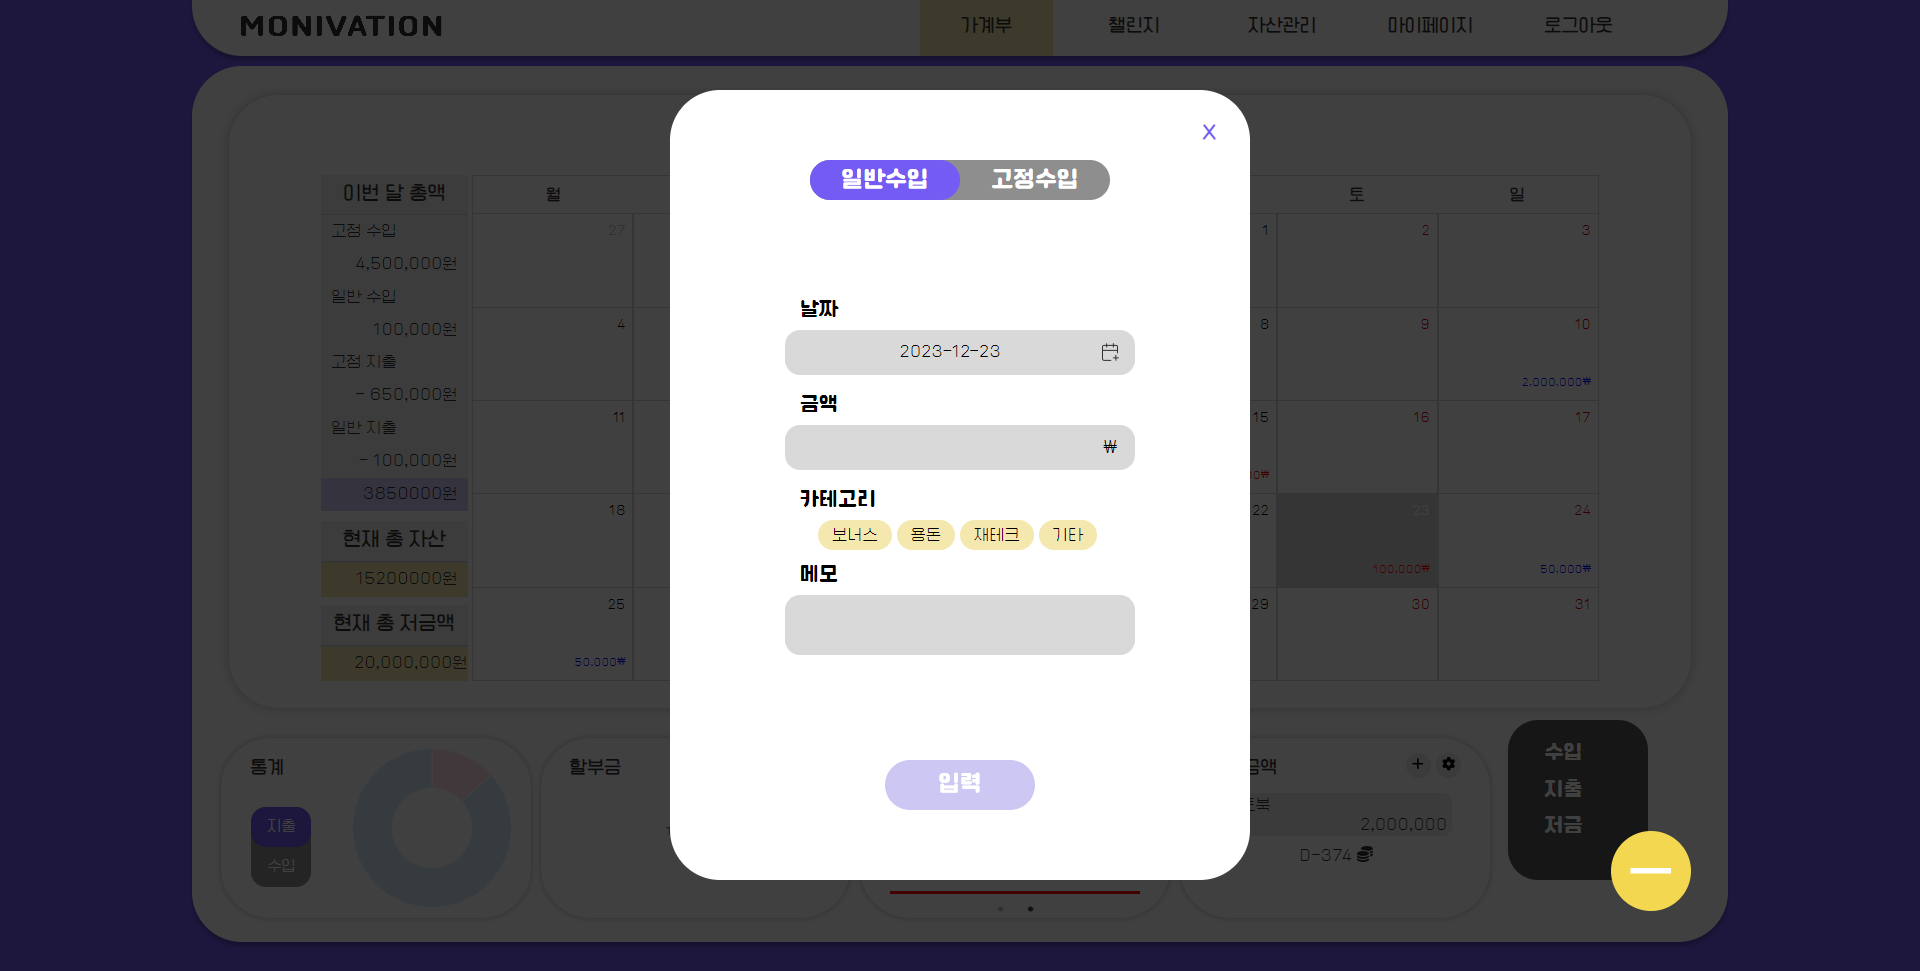 MONIVATION
가계부
챌린지
자산관리
마이페이지
로그아웃
X
일반수입
고정수입
이번 달 총액
고정 수입
4,500,000원
일반 수입
100,000원
고정 지출
- 650,000원
일반 지출
- 100,000원
3850000원
현재 총 자산
15200000원
현재 총 저금액
20,000,000원
월
토
일
27
1
2
3
4
8
9
10
2,000,000₩
11
15
16
17
0₩
18
22
23
24
100,000₩
50,000₩
25
29
30
31
50,000₩
날짜
2023-12-23
금액
₩
카테고리
보너스
용돈
재테크
기타
메모
입력
통계
지출
수입
할부금
금액
트북
2,000,000
D-374
수입
지출
저금